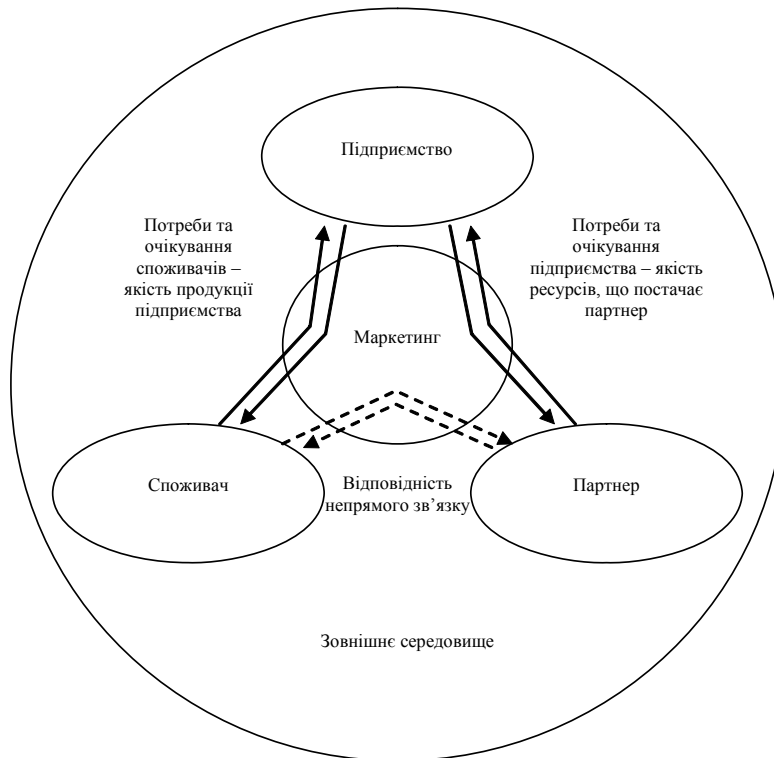 Підприємство
Потреби та
очікування
споживачів –
якість продукції
підприємства
Потреби та
очікування
підприємства – якість
ресурсів, що постачає
партнер
Маркетинг
Споживач
Відповідність
непрямого зв’язку
Партнер
Зовнішнє середовище